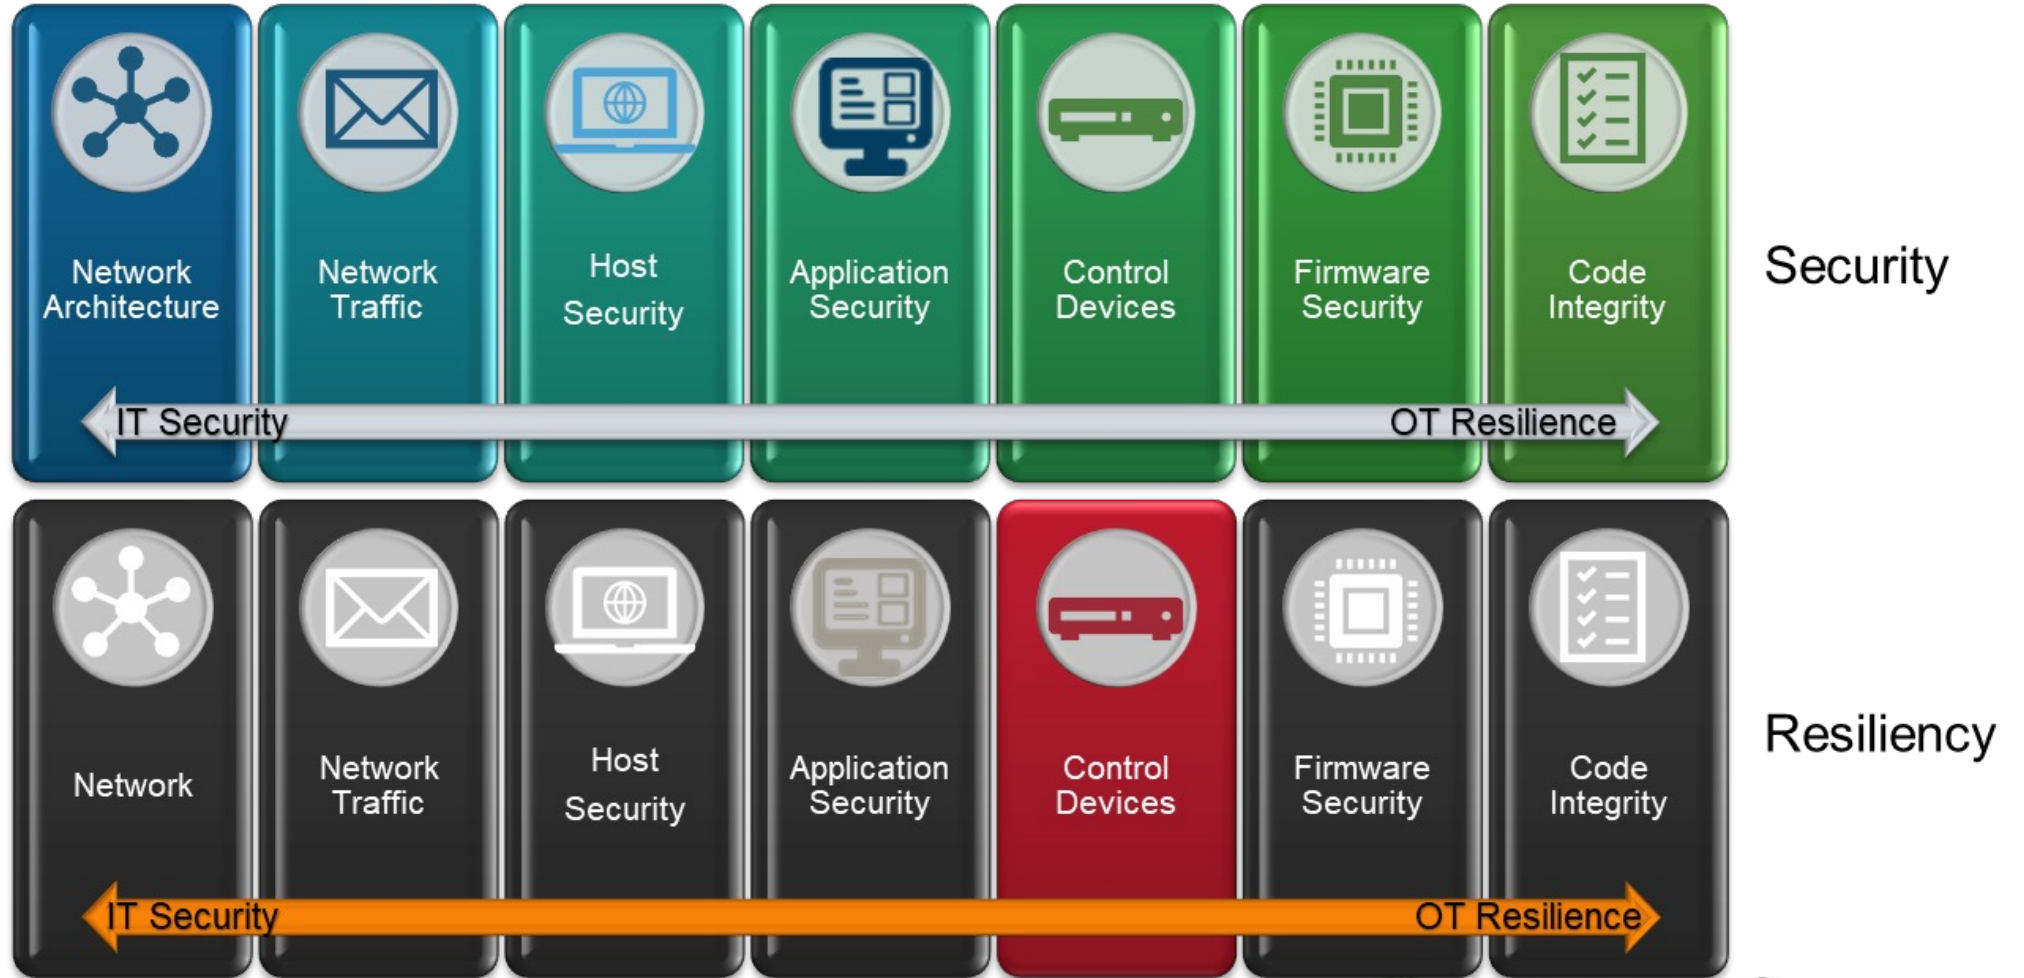 Network
Architecture
Network
Traffic
Host
Security
Application
Security
Control
Devices
Firmware
Security
Code
Integrity
Security
IT Security
OT Resilience
Network
Network
Traffic
Host
Security
Application
Security
Control
Devices
Firmware
Security
Code
Integrity
Resiliency
IT Security
OT Resilience